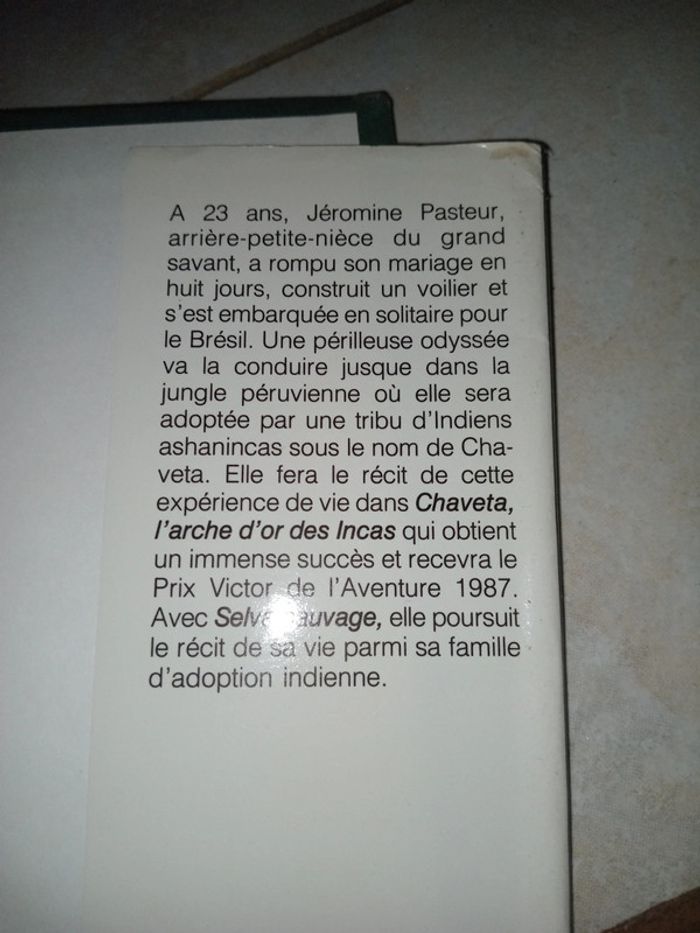 A 23 ans, Jéromine Pasteur,
arrière-petite-nièce du grand
savant, a rompu son mariage en
huit jours, construit un voilier et
s'est embarquée en solitaire pour
le Brésil. Une périlleuse odyssée
va la conduire jusque dans la
jungle péruvienne où elle sera
adoptée par une tribu d'Indiens
ashanincas sous le nom de Cha-
veta. Elle fera le récit de cette
expérience de vie dans Chaveta,
l'arche d'or des Incas qui obtient
un immense succès et recevra le
Prix Victor de l'Aventure 1987.
Avec Selva sauvage, elle poursuit
le récit de sa vie parmi sa famille
d'adoption indienne.